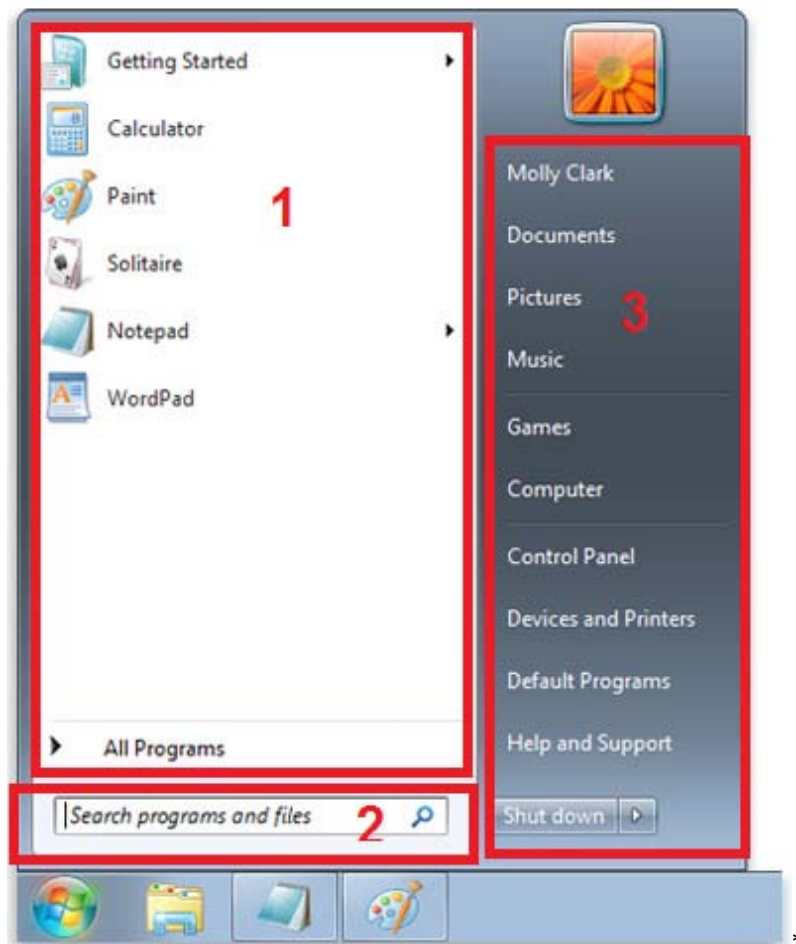 Getting Started
Calculator
Paint
1
Solitaire
Notepad
WordPad
All Programs
Search programs and files
2
Molly Clark
Documents
Pictures
3
Music
Games
Computer
Control Panel
Devices and Printers
Default Programs
Help and Support
Shut down